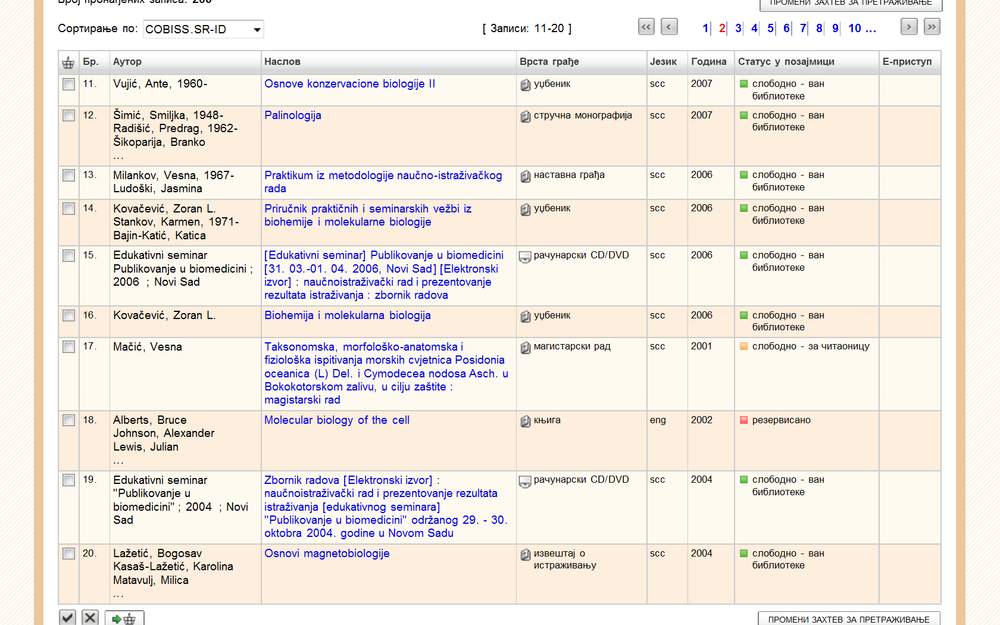 Број пронађених записа: 200
ПРОМЕНИ ЗАХТЕВ ЗА ПРЕТРАЖИВАЊЕ
Сортирање по: COBISS.SR-ID [ Записи: 11-20 ] << < 1 2 3 4 5 6 7 8 9 10 ... > >>
Бр. Аутор Наслов Врста грађе Језик Година Статус у позајмици Е-приступ
11. Vujić, Ante, 1960- Osnove konzervacione biologije II уџбеник scc 2007 слободно - ван
библиотеке
12. Šimić, Smiljka, 1948- Palinologija стручна монографија scc 2007 слободно - ван
Radišić, Predrag, 1962- библиотеке
Šikoparija, Branko
...
13. Milankov, Vesna, 1967- Praktikum iz metodologije naučno-istraživačkog наставна грађа scc 2006 слободно - ван
Ludoški, Jasmina rada библиотеке
14. Kovačević, Zoran L. Priručnik praktičnih i seminarskih vežbi iz уџбеник scc 2006 слободно - ван
Stankov, Karmen, 1971- biohemije i molekularne biologije библиотеке
Bajin-Katić, Katica
15. Edukativni seminar [Edukativni seminar] Publikovanje u biomedicini рачунарски CD/DVD scc 2006 слободно - ван
Publikovanje u biomedicini ; [31. 03.-01. 04. 2006, Novi Sad] [Elektronski библиотеке
2006 ; Novi Sad izvor] : naučnoistraživački rad i prezentovanje
rezultata istraživanja : zbornik radova
16. Kovačević, Zoran L. Biohemija i molekularna biologija уџбеник scc 2006 слободно - ван
библиотеке
17. Mačić, Vesna Taksonomska, morfološko-anatomska i магистарски рад scc 2001 слободно - за читаоницу
fiziološka ispitivanja morskih cvjetnica Posidonia
oceanica (L) Del. i Cymodecea nodosa Asch. u
Bokokotorskom zalivu, u cilju zaštite :
magistarski rad
18. Alberts, Bruce Molecular biology of the cell књига eng 2002 резервисано
Johnson, Alexander
Lewis, Julian
...
19. Edukativni seminar Zbornik radova [Elektronski izvor] : рачунарски CD/DVD scc 2004 слободно - ван
"Publikovanje u naučnoistraživački rad i prezentovanje rezultata библиотеке
biomedicini" ; 2004 ; Novi istraživanja [edukativnog seminara]
Sad "Publikovanje u biomedicini" održanog 29. - 30.
oktobra 2004. godine u Novom Sadu
20. Lažetić, Bogosav Osnovi magnetobiologije извештај о scc 2004 слободно - ван
Kasaš-Lažetić, Karolina истраживању библиотеке
Matavulj, Milica
...
ПРОМЕНИ ЗАХТЕВ ЗА ПРЕТРАЖИВАЊЕ